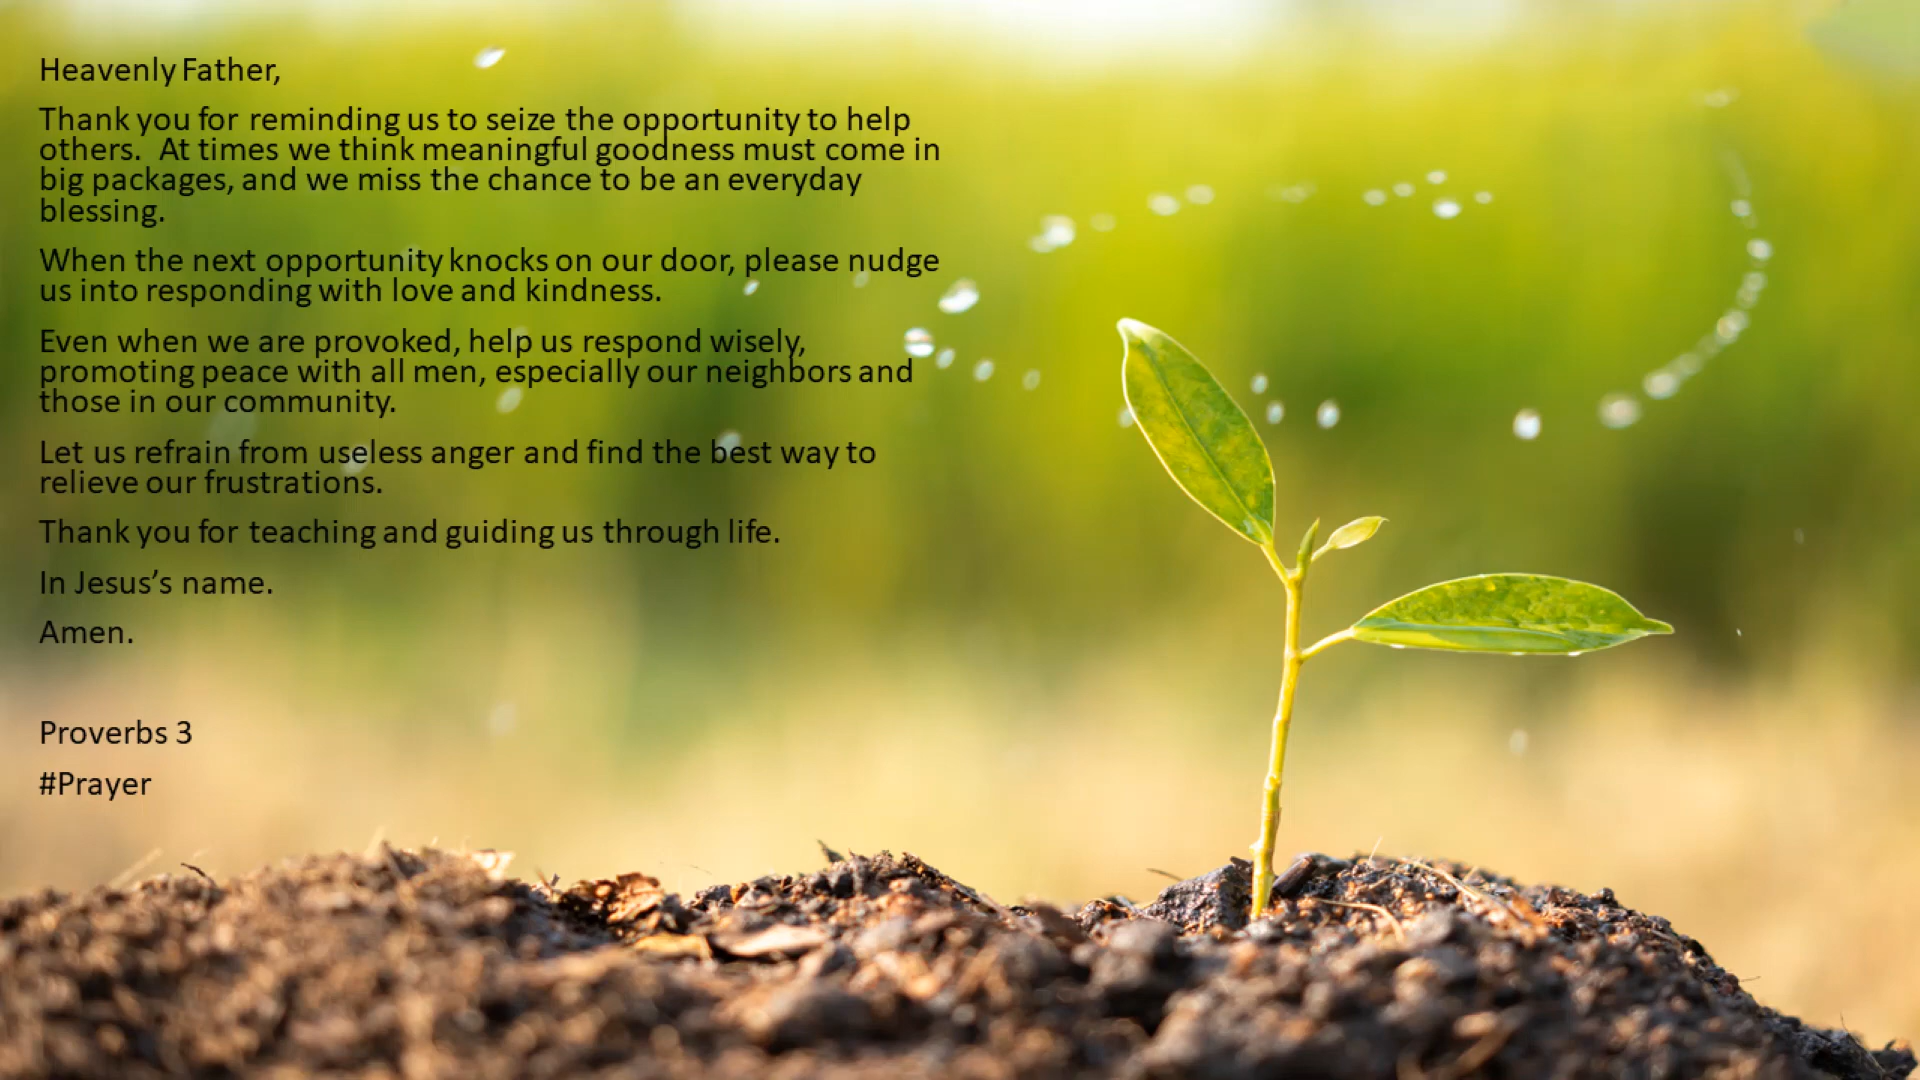 Heavenly Father,
Thank you for reminding us to seize the opportunity to help
others.  At times we think meaningful goodness must come in
big packages, and we miss the chance to be an everyday
blessing.
When the next opportunity knocks on our door, please nudge
us into responding with love and kindness.
Even when we are provoked, help us respond wisely,
promoting peace with all men, especially our neighbors and
those in our community.
Let us refrain from useless anger and find the best way to
relieve our frustrations.
Thank you for teaching and guiding us through life.
In Jesus’s name.
Amen.
Proverbs 3
#Prayer